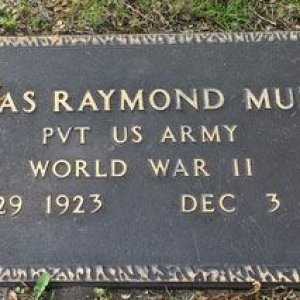 AS RAYMOND MU
PVT US ARMY
WORLD WAR II
29 1923 DEC 3